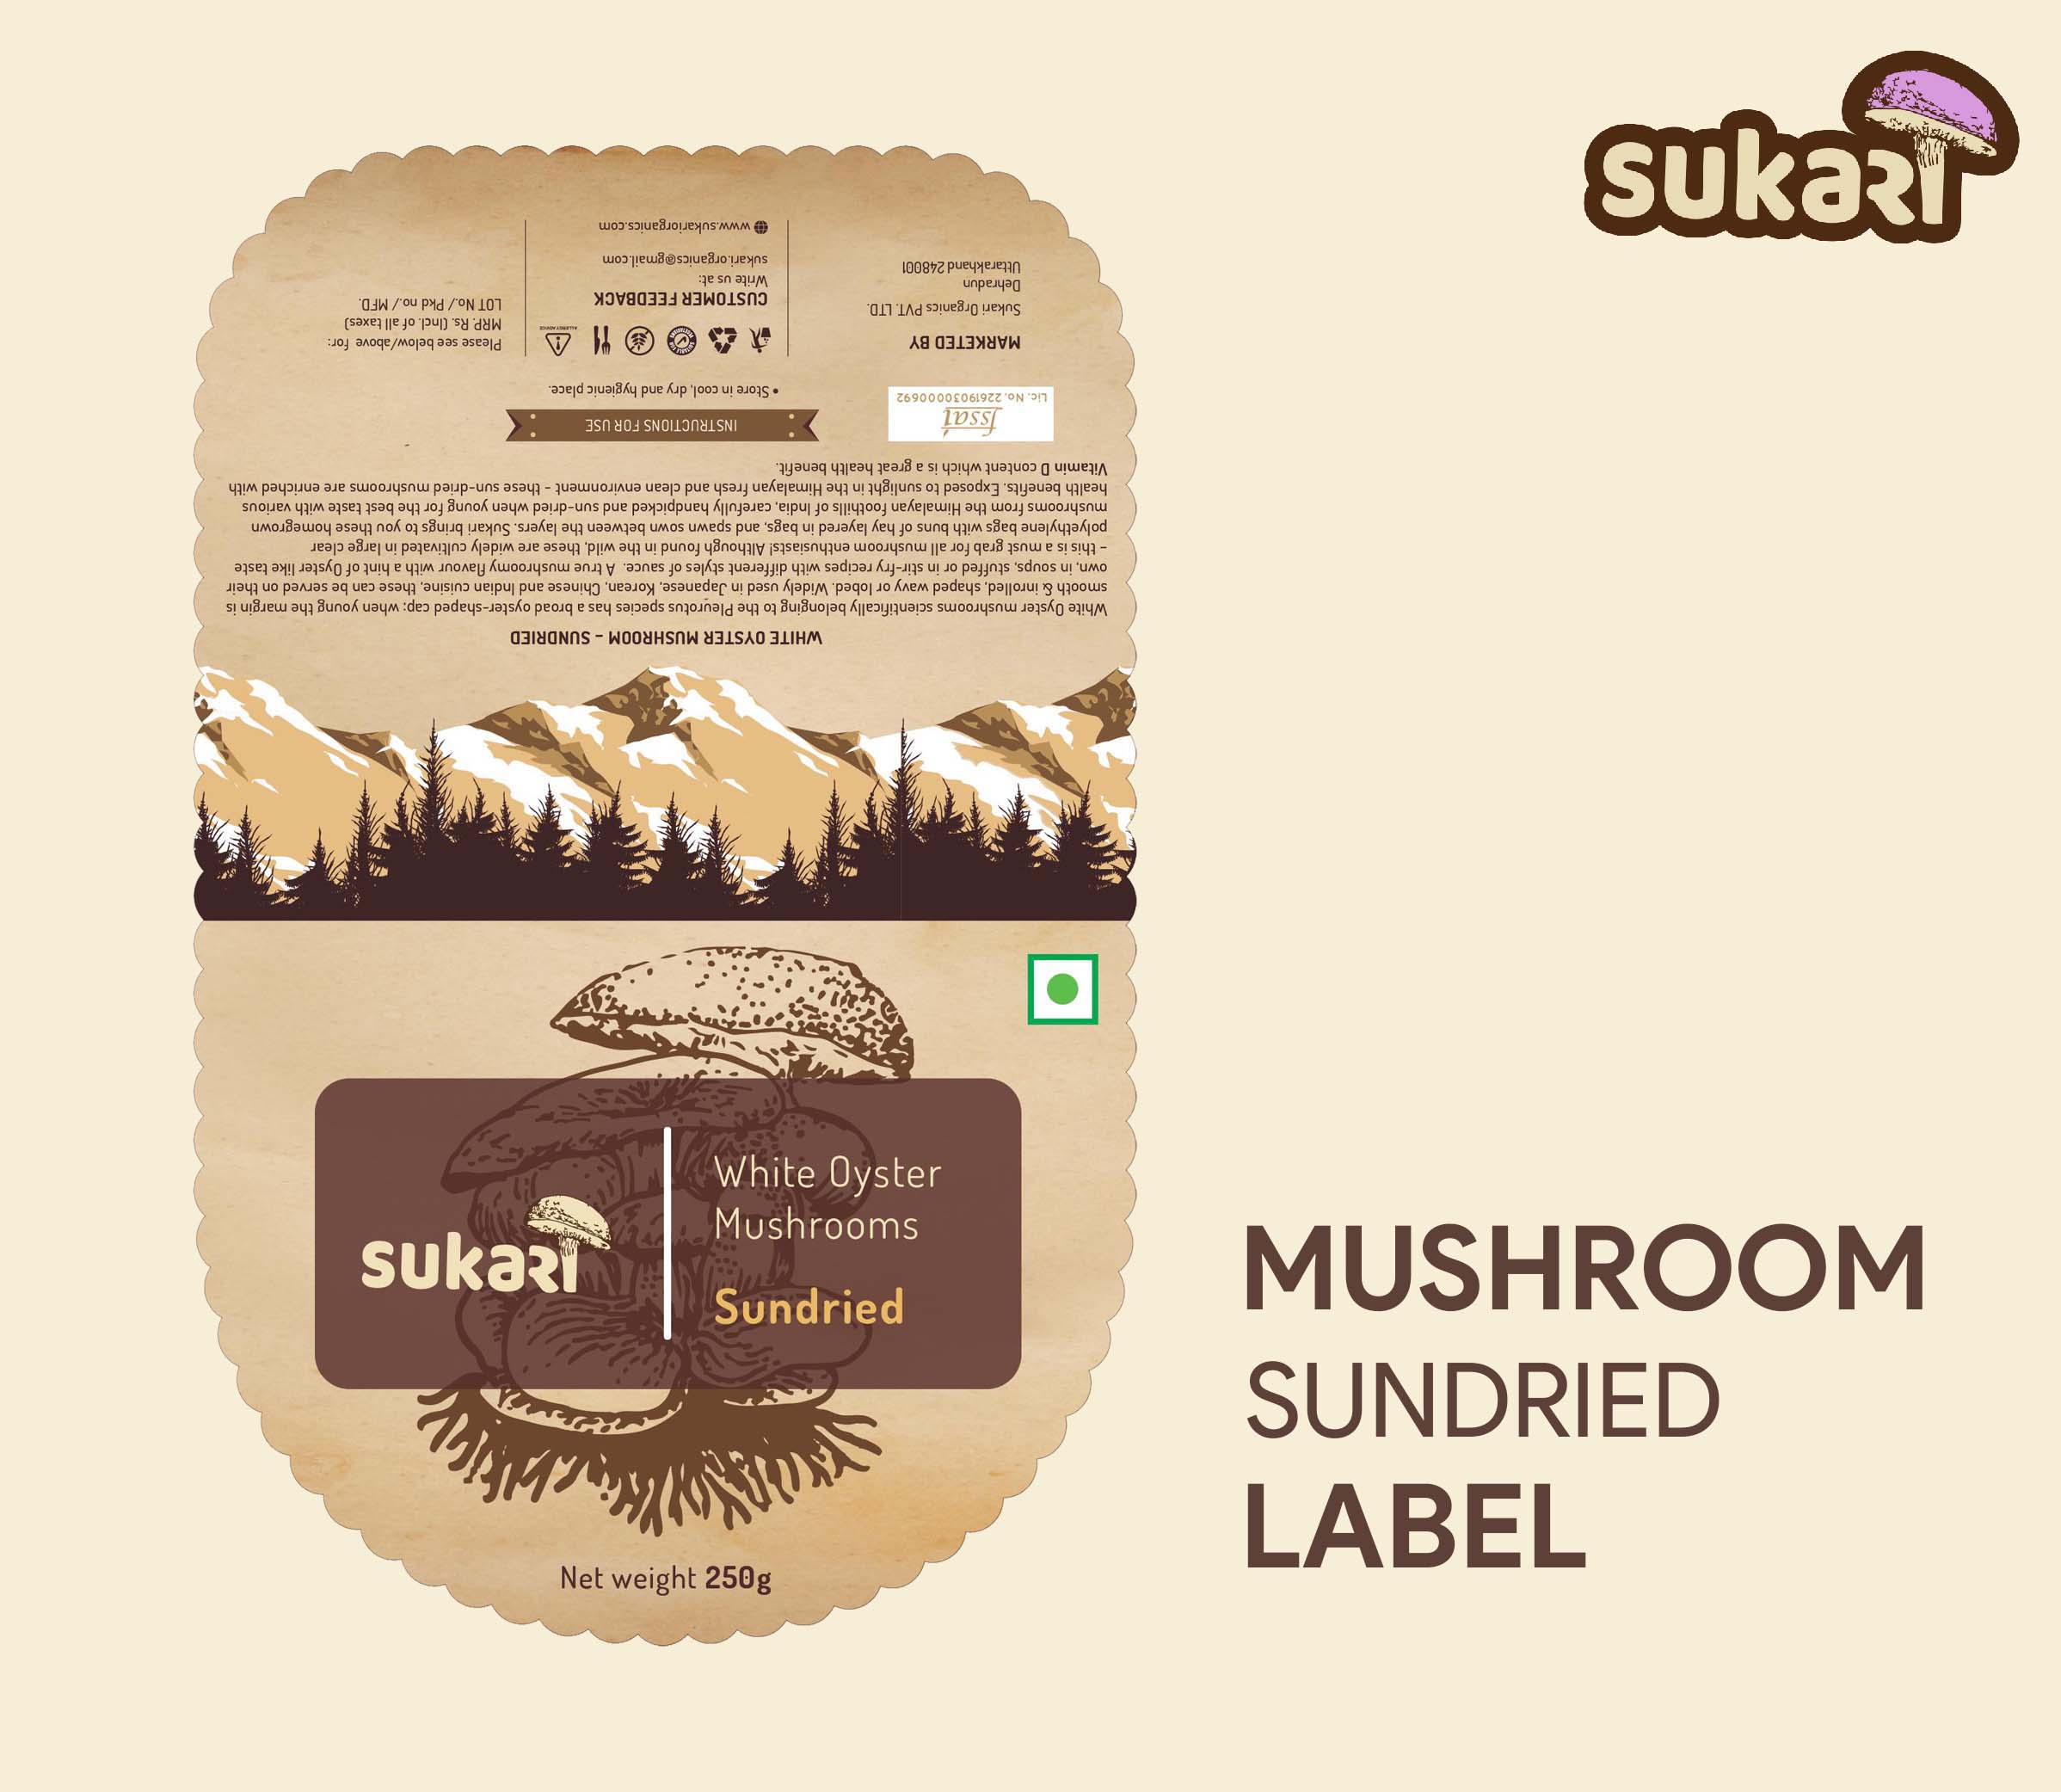 sukari
WHITE OYSTER MUSHROOM - SUNDRIED
White Oyster mushrooms scientifically belonging to the Pleurotus species has a broad oyster-shaped cap; when young the margin is
smooth & inrolled, shaped wavy or lobed. Widely used in Japanese, Korean, Chinese and Indian cuisine, these can be served on their
own, in soups, stuffed or in stir-fry recipes with different styles of sauce. A true mushroomy flavour with a hint of Oyster like taste
- this is a must grab for all mushroom enthusiasts! Although found in the wild, these are widely cultivated in large clear
polyethylene bags with buns of hay layered in bags, and spawn sown between the layers. Sukari brings to you these homegrown
mushrooms from the Himalayan foothills of India, carefully handpicked and sun-dried when young for the best taste with various
health benefits. Exposed to sunlight in the Himalayan fresh and clean environment - these sun-dried mushrooms are enriched with
Vitamin D content which is a great health benefit.
fssai
Lic. No. 22619030000692
INSTRUCTIONS FOR USE
• Store in cool, dry and hygienic place.
MARKETED BY
Sukari Organics PVT. LTD.
Dehradun
Uttarakhand 248001
CUSTOMER FEEDBACK
Write us at:
sukari.organics@gmail.com
www.sukariorganics.com
Please see below/above for:
MRP. Rs. (Incl. of all taxes)
LOT No./ Pkd no./ MFD.
sukari
White Oyster
Mushrooms
Sundried
Net weight 250g
MUSHROOM
SUNDRIED
LABEL